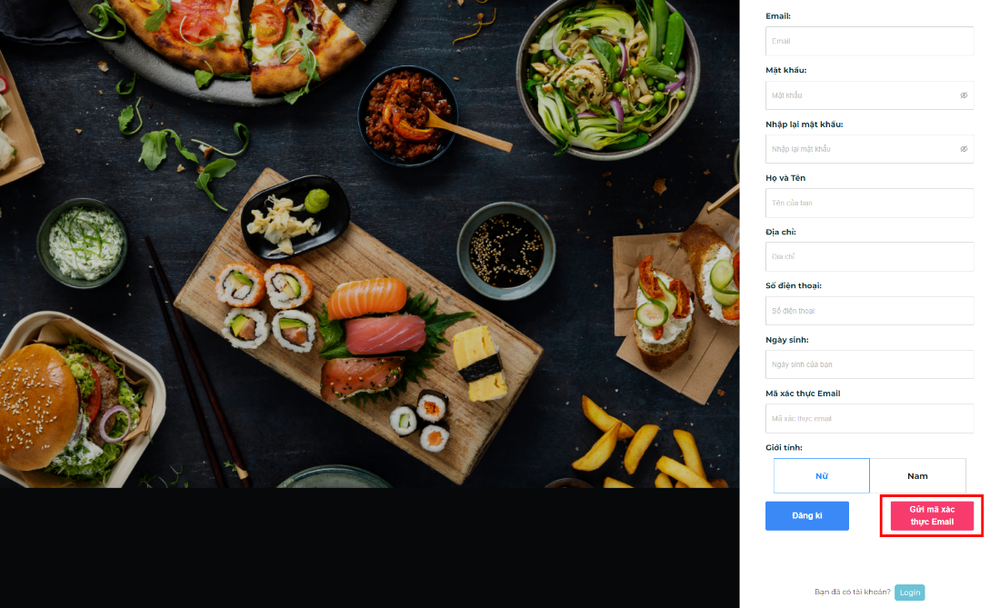 Email:
Email
Mật khẩu:
Mật khẩu
Nhập lại mật khẩu:
Nhập lại mật khẩu
Họ và Tên
Tên của bạn
Địa chỉ:
Địa chỉ
Số điện thoại:
Số điện thoại
Ngày sinh:
Ngày sinh của bạn
Mã xác thực Email
Mã xác thực email
Giới tính:
Nữ Nam
Đăng kí
Gửi mã xác
thực Email
Bạn đã có tài khoản? Login